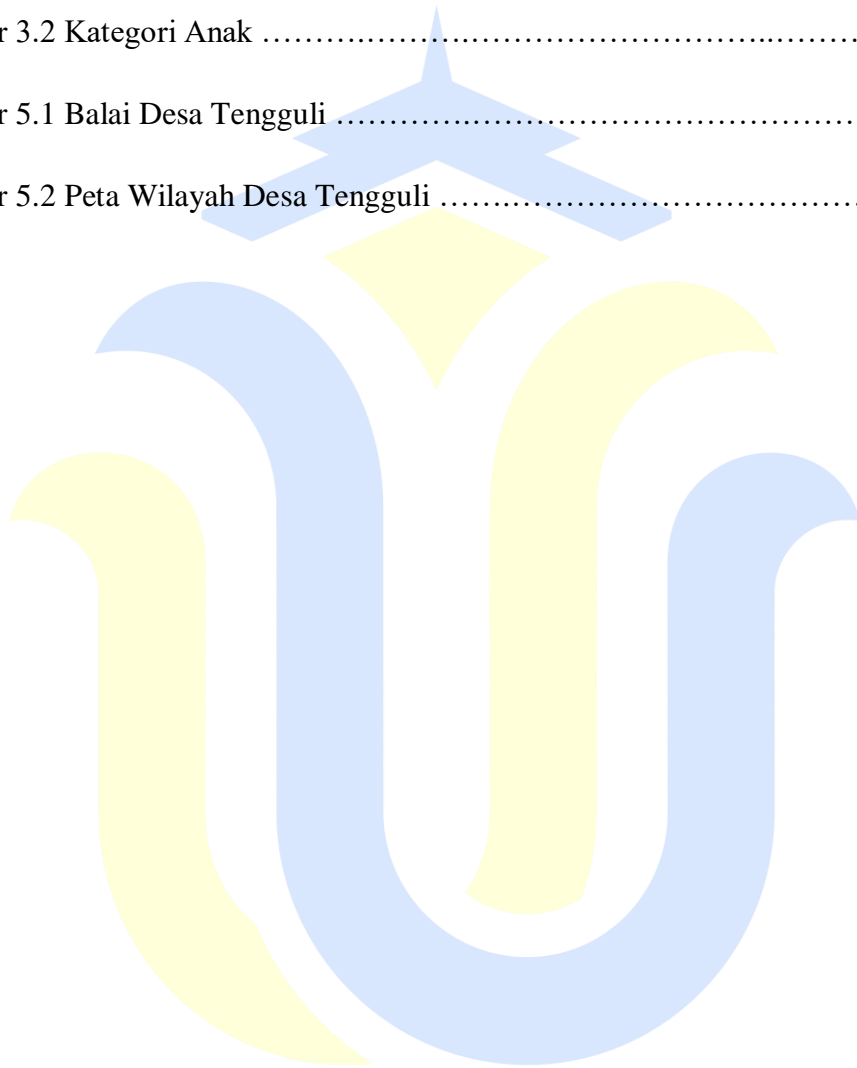 r 3.2 Kategori Anak ……….……….………………………..………
r 5.1 Balai Desa Tengguli ………….………………………………
r 5.2 Peta Wilayah Desa Tengguli …….……………………………